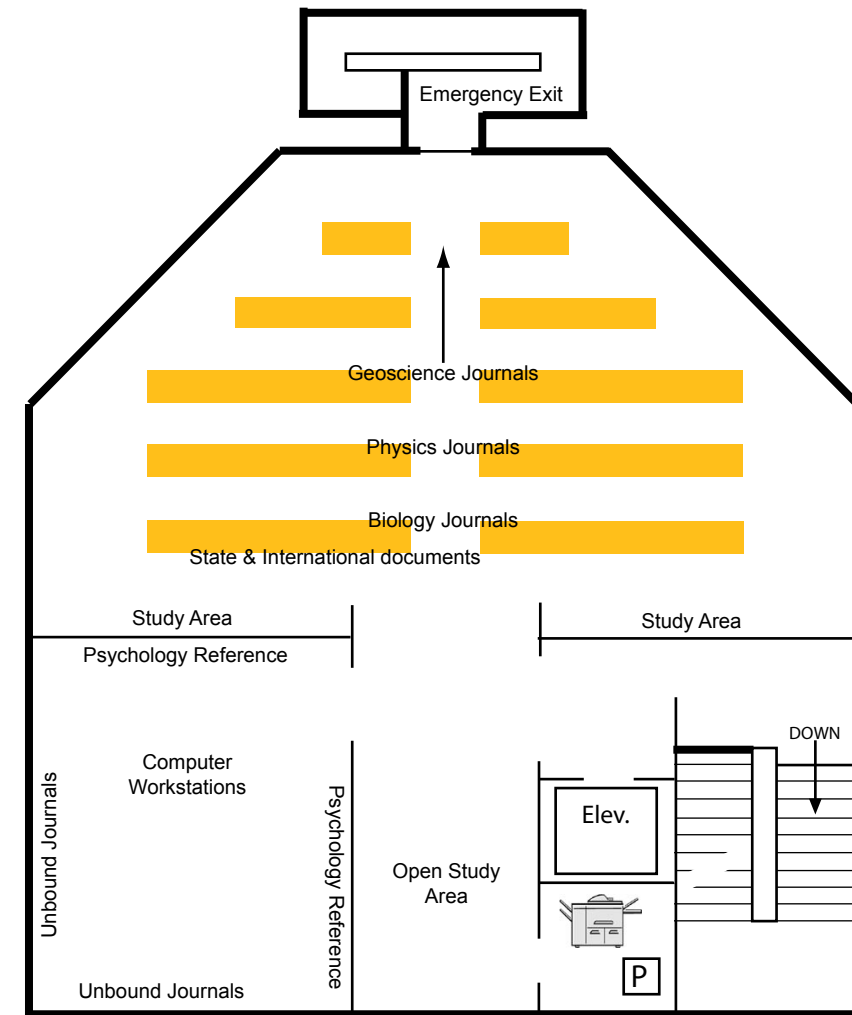 Emergency Exit
Geoscience Journals
Physics Journals
Biology Journals
State & International documents
Study Area
Study Area
Psychology Reference
DOWN
Computer
Workstations
Unbound Journals
Psychology Reference
Elev.
Open Study
Area
P
Unbound Journals